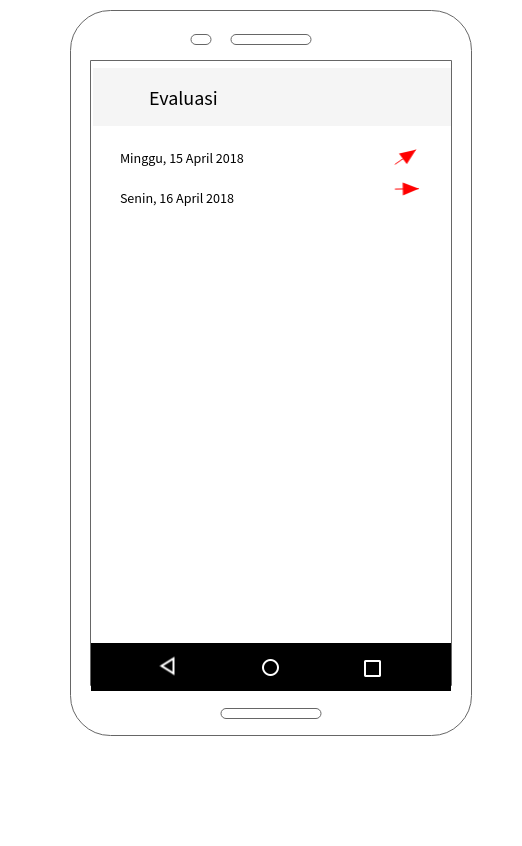 Evaluasi
Minggu, 15 April 2018
Senin, 16 April 2018